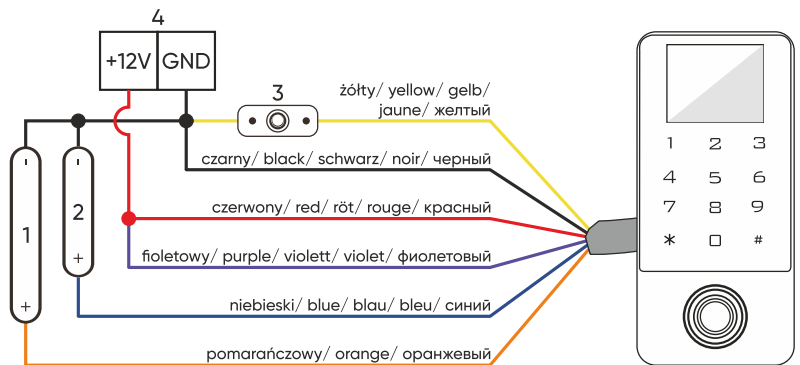 4
+12V GND
3
żółty/ yellow/ gelb/
jaune/ желтый
czarny/ black/ schwarz/ noir/ черный
czerwony/ red/ röt/ rouge/ красный
fioletowy/ purple/ violett/ violet/ фиолетовый
niebieski/ blue/ blau/ bleu/ синий
pomarańczowy/ orange/ оранжевый
- -
1 2
+ +
1 2 3
4 5 6
7 8 9
* □ #